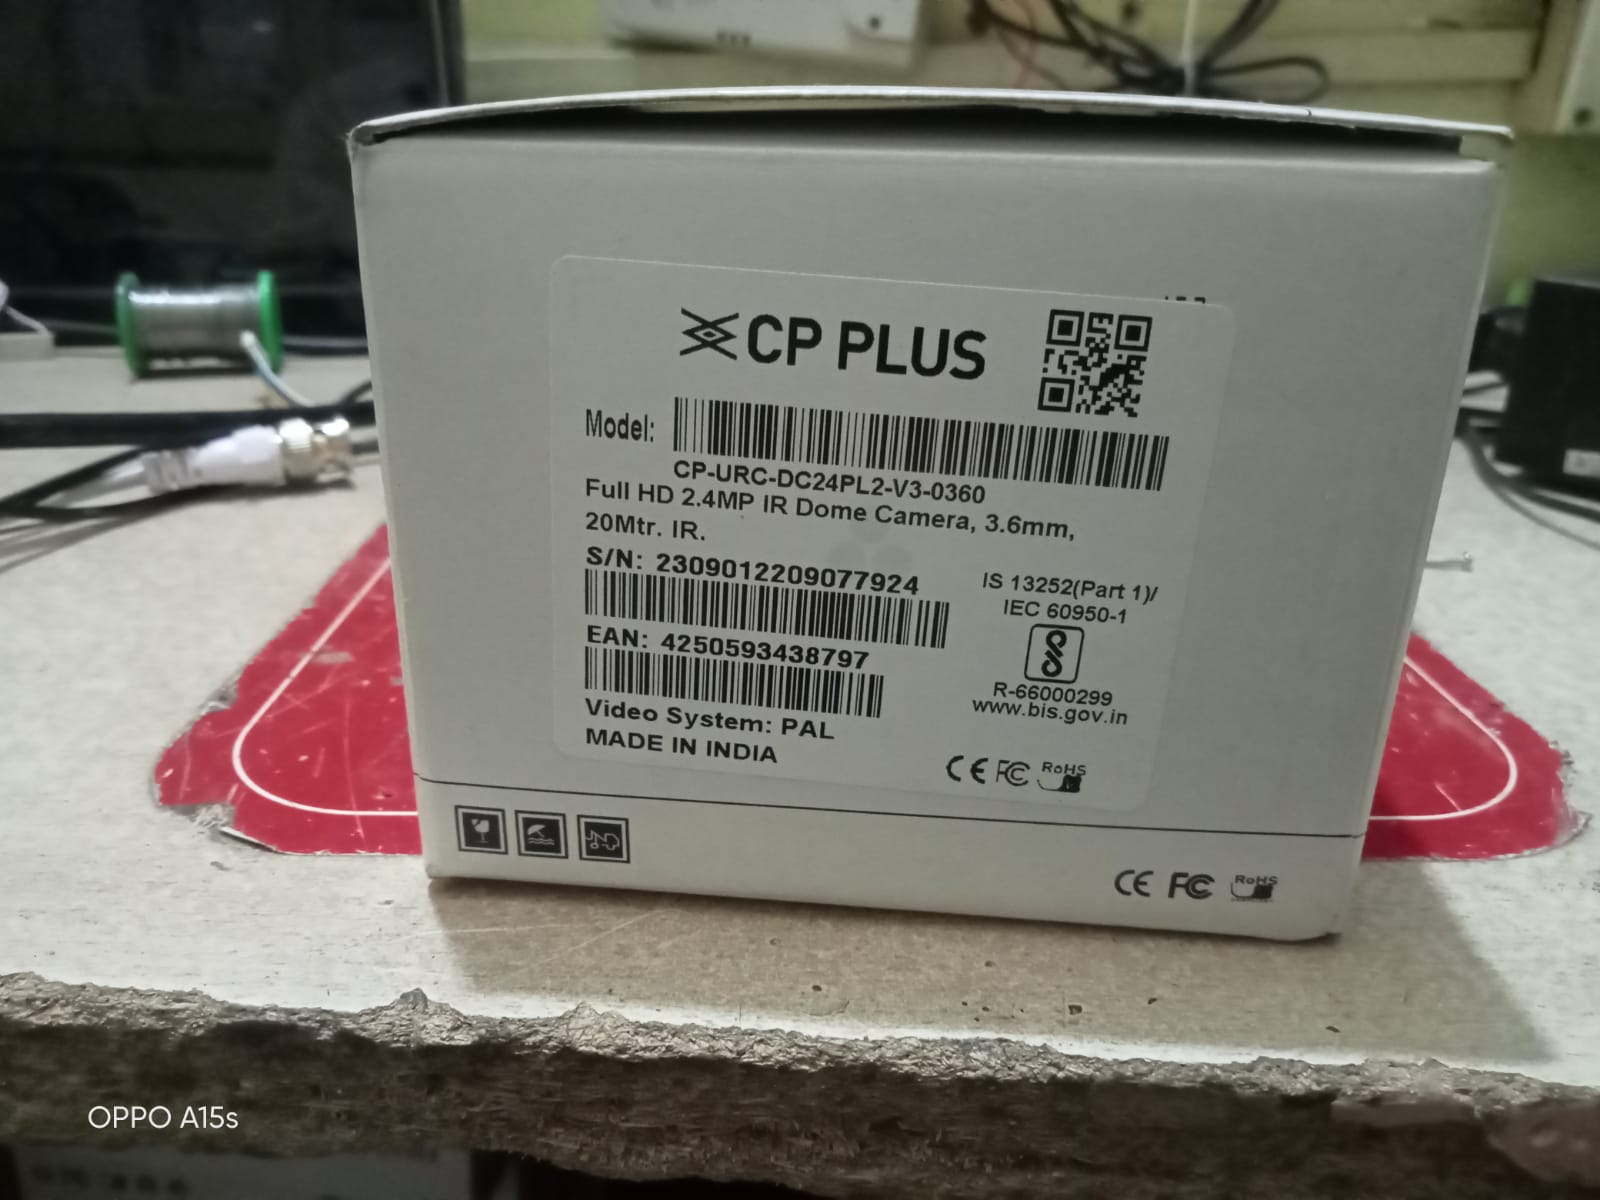 CP PLUS
Model:
CP-URC-DC24PL2-V3-0360
Full HD 2.4MP IR Dome Camera, 3.6mm,
20Mtr. IR.
S/N: 2309012209077924
EAN: 4250593438797
Video System: PAL
MADE IN INDIA
IS 13252(Part 1)/
IEC 60950-1
R-66000299
www.bis.gov.in
CE FC RoHS
CE FC RoHS
OPPO A15s